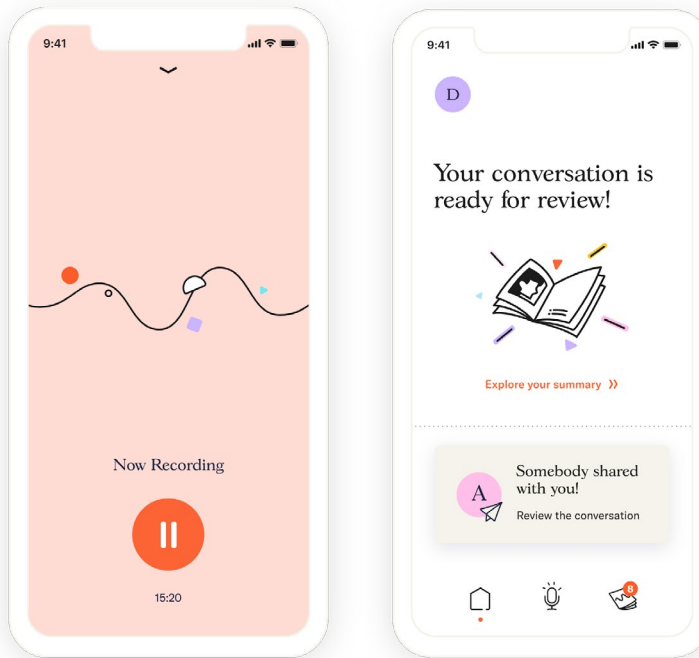 9:41
Now Recording
15:20
9:41
D
Your conversation is
ready for review!
Explore your summary
A
Somebody shared
with you!
Review the conversation
8